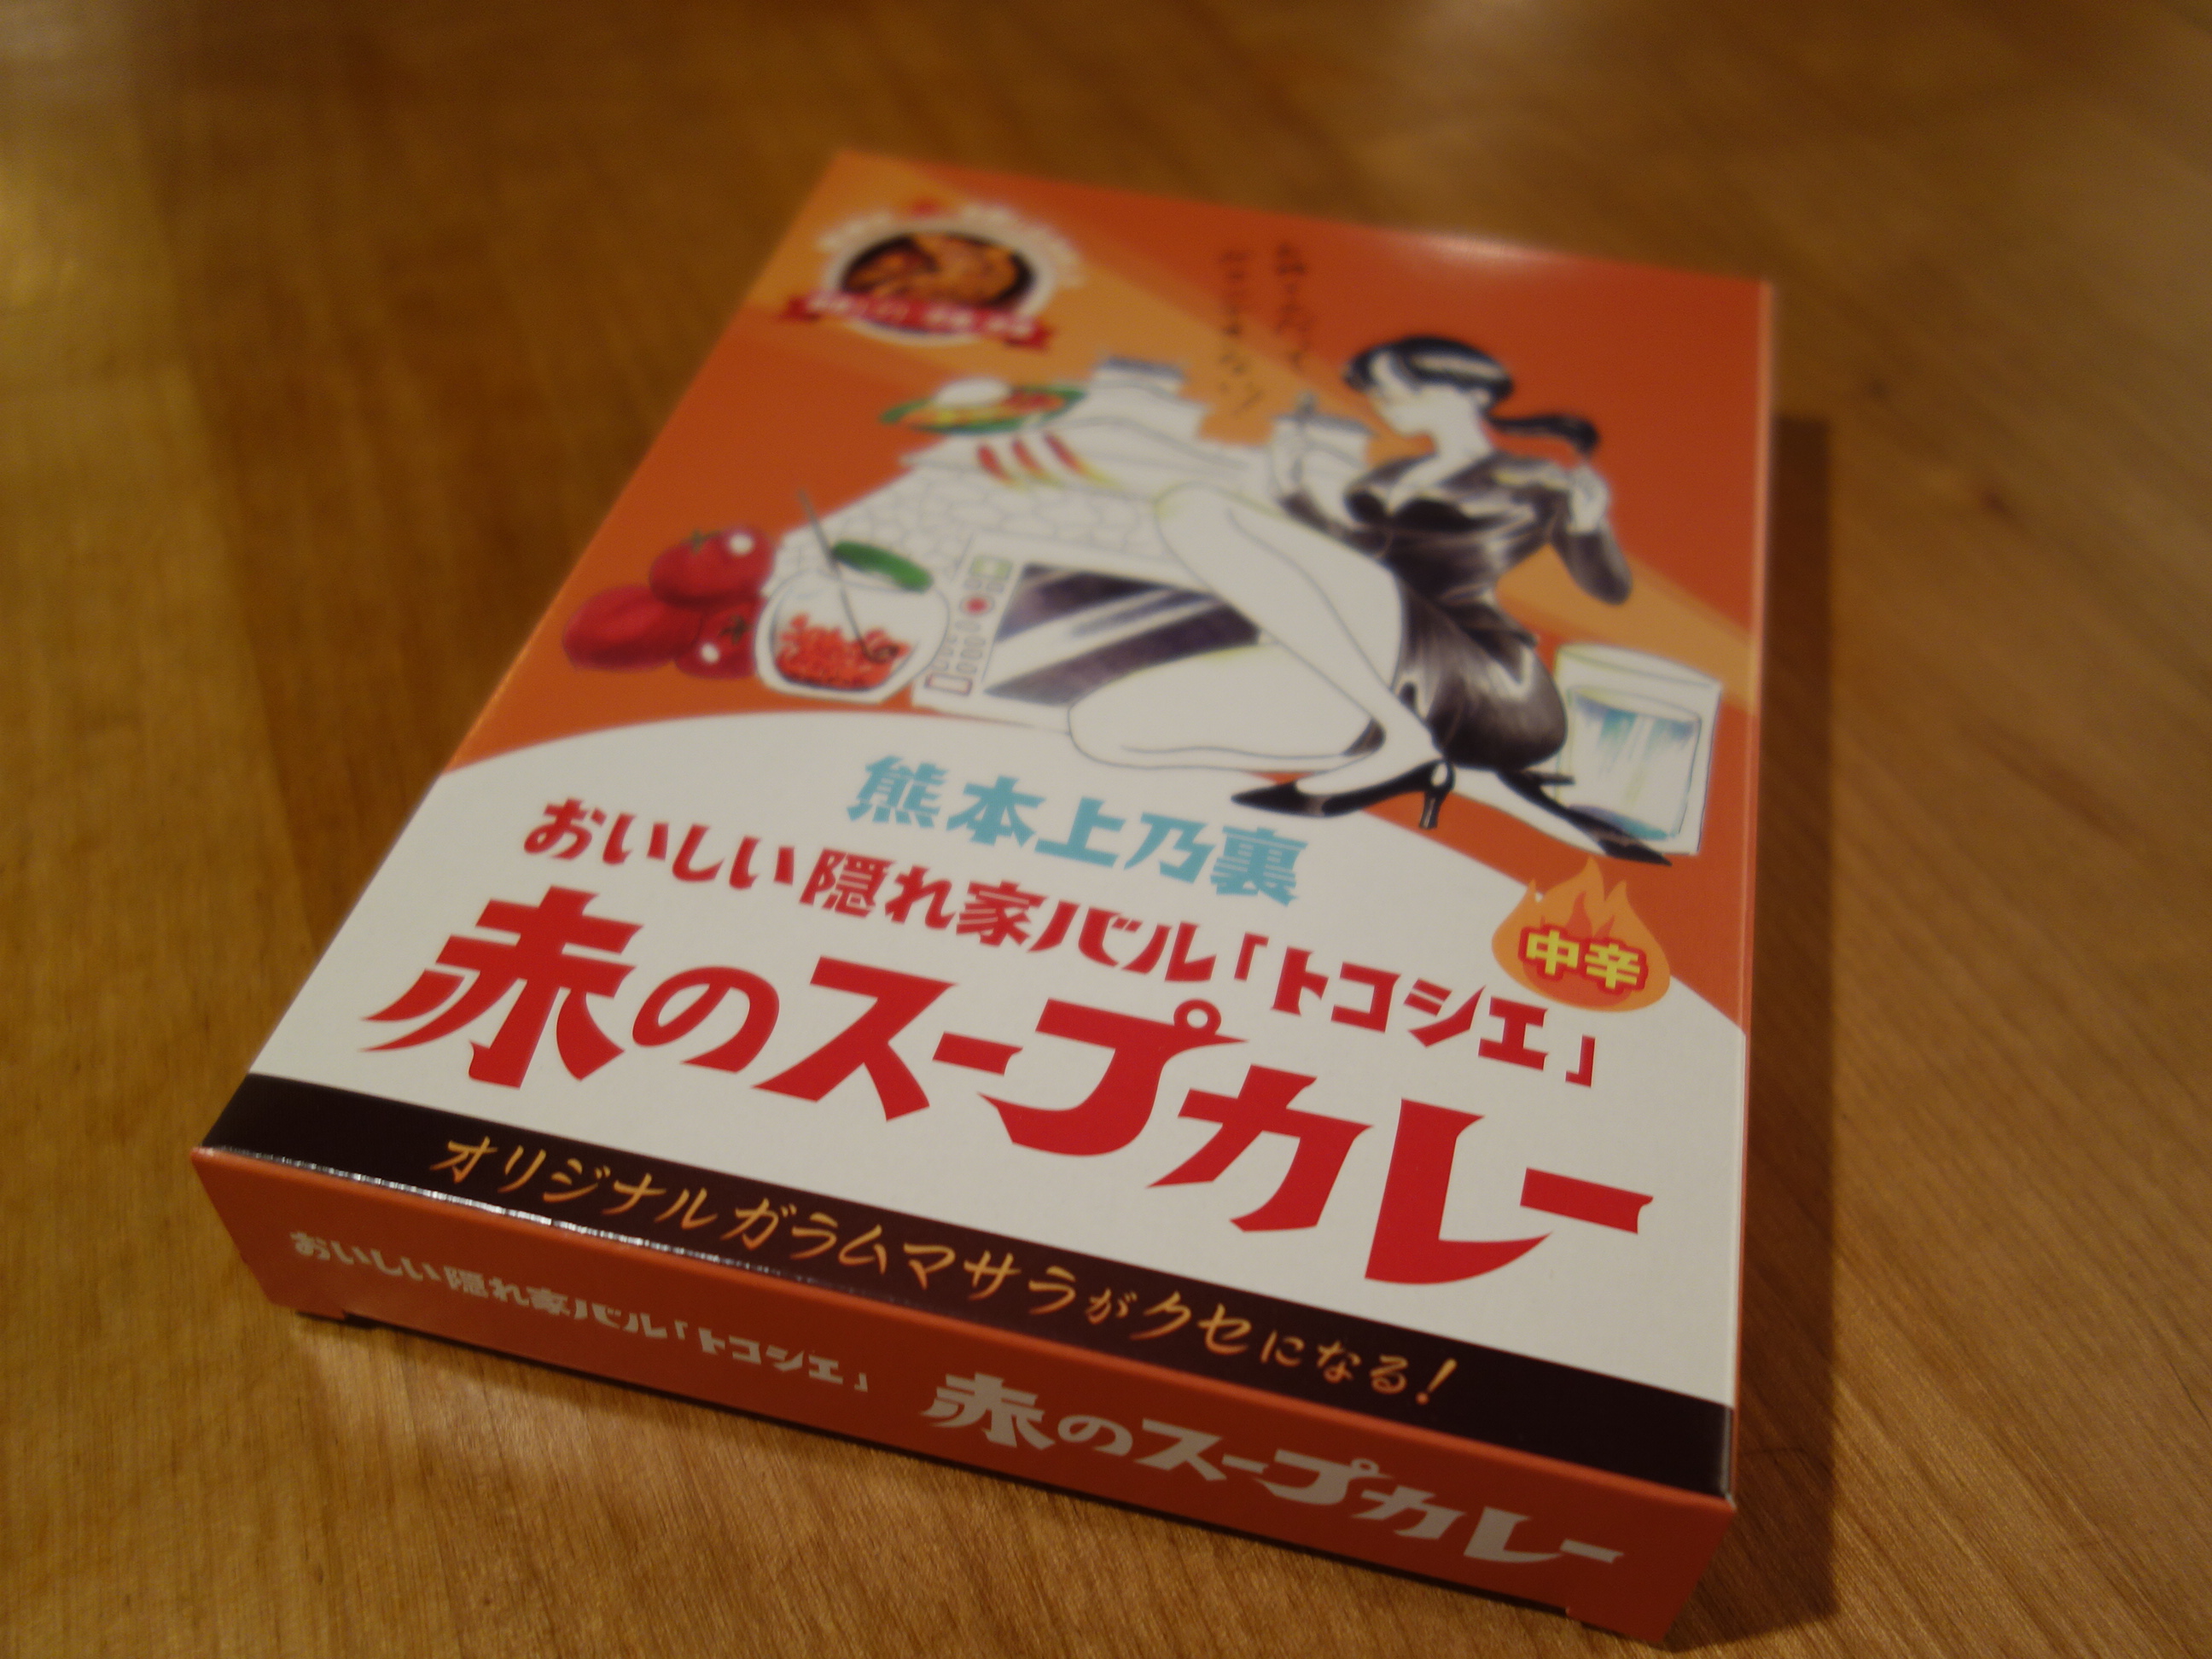 熊本上乃裏
おいしい隠れ家バル「トコシエ」
中辛
赤のスープカレー
オリジナルガラムマサラがクセになる!
おいしい隠れ家バル「トコシエ」 赤のスープカレー